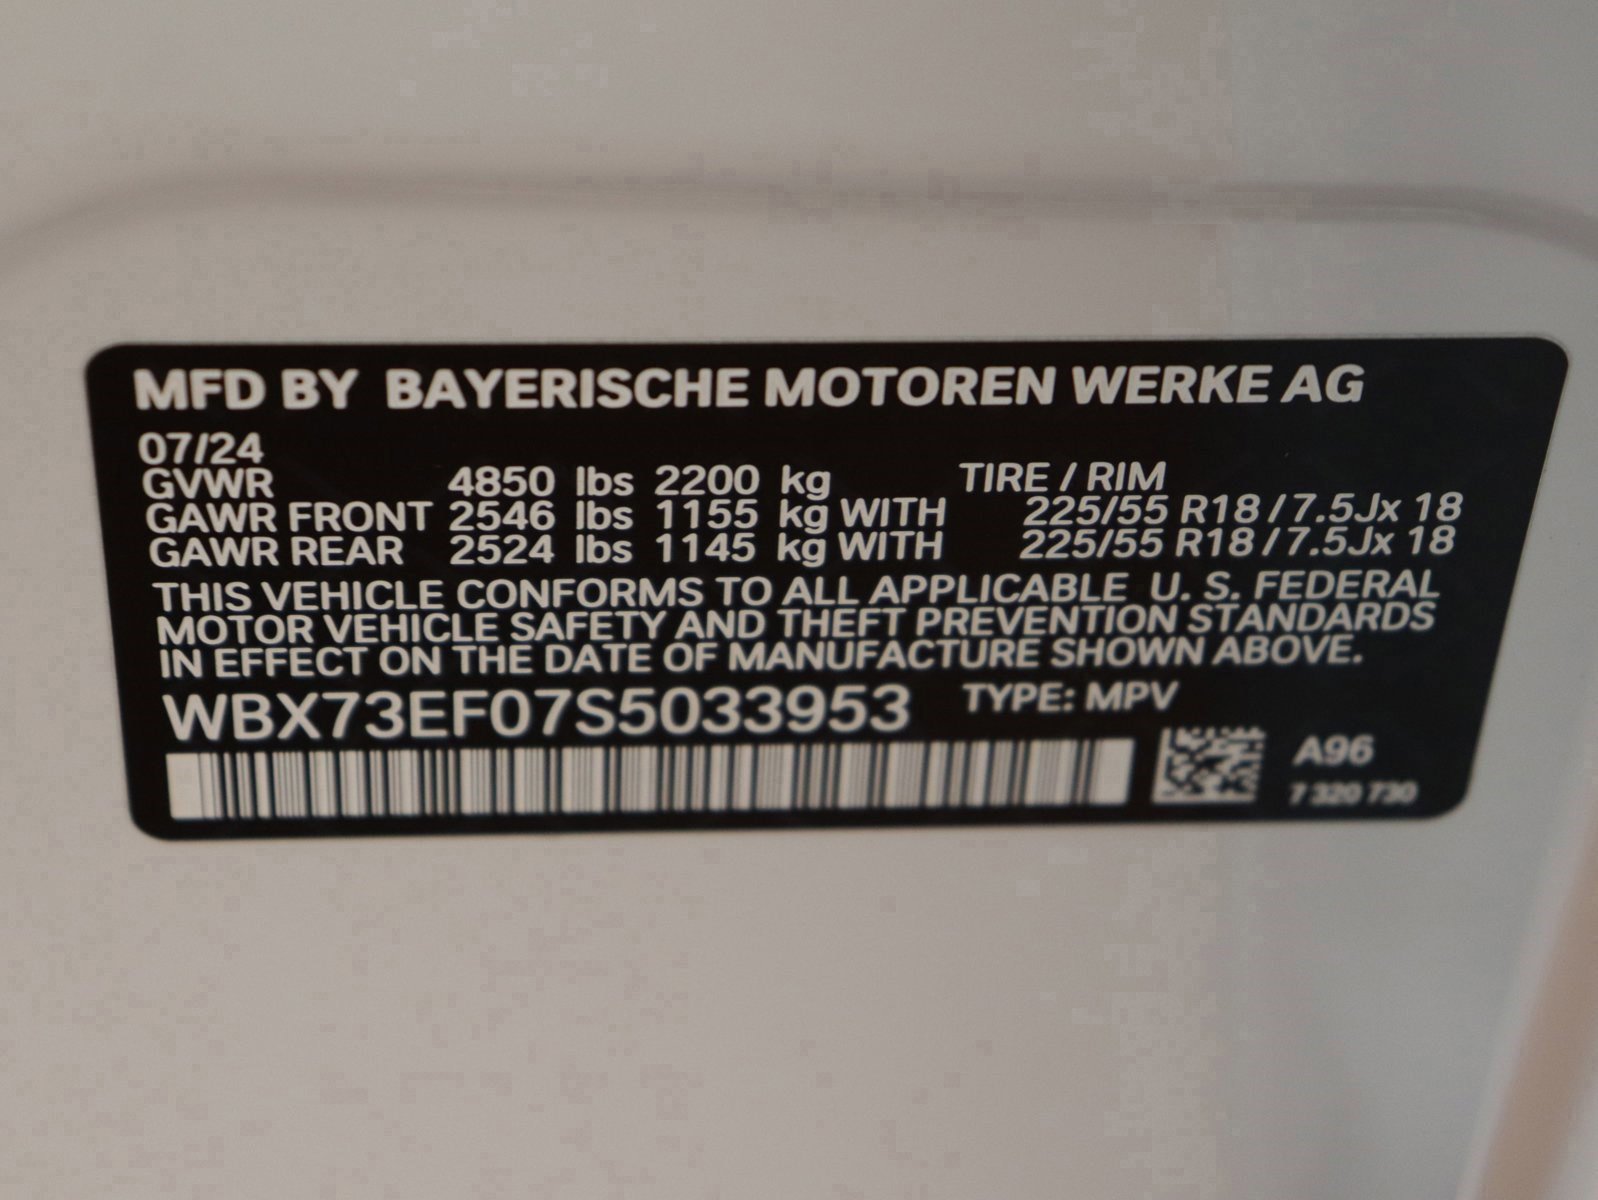 MFD BY BAYERISCHE MOTOREN WERKE AG
07/24
GVWR 4850 lbs 2200 kg TIRE / RIM
GAWR FRONT 2546 lbs 1155 kg WITH 225/55 R18 / 7.5Jx 18
GAWR REAR 2524 lbs 1145 kg WITH 225/55 R18 / 7.5Jx 18
THIS VEHICLE CONFORMS TO ALL APPLICABLE U. S. FEDERAL
MOTOR VEHICLE SAFETY AND THEFT PREVENTION STANDARDS
IN EFFECT ON THE DATE OF MANUFACTURE SHOWN ABOVE.
WBX73EF07S5033953 TYPE: MPV
A96
7 320 730